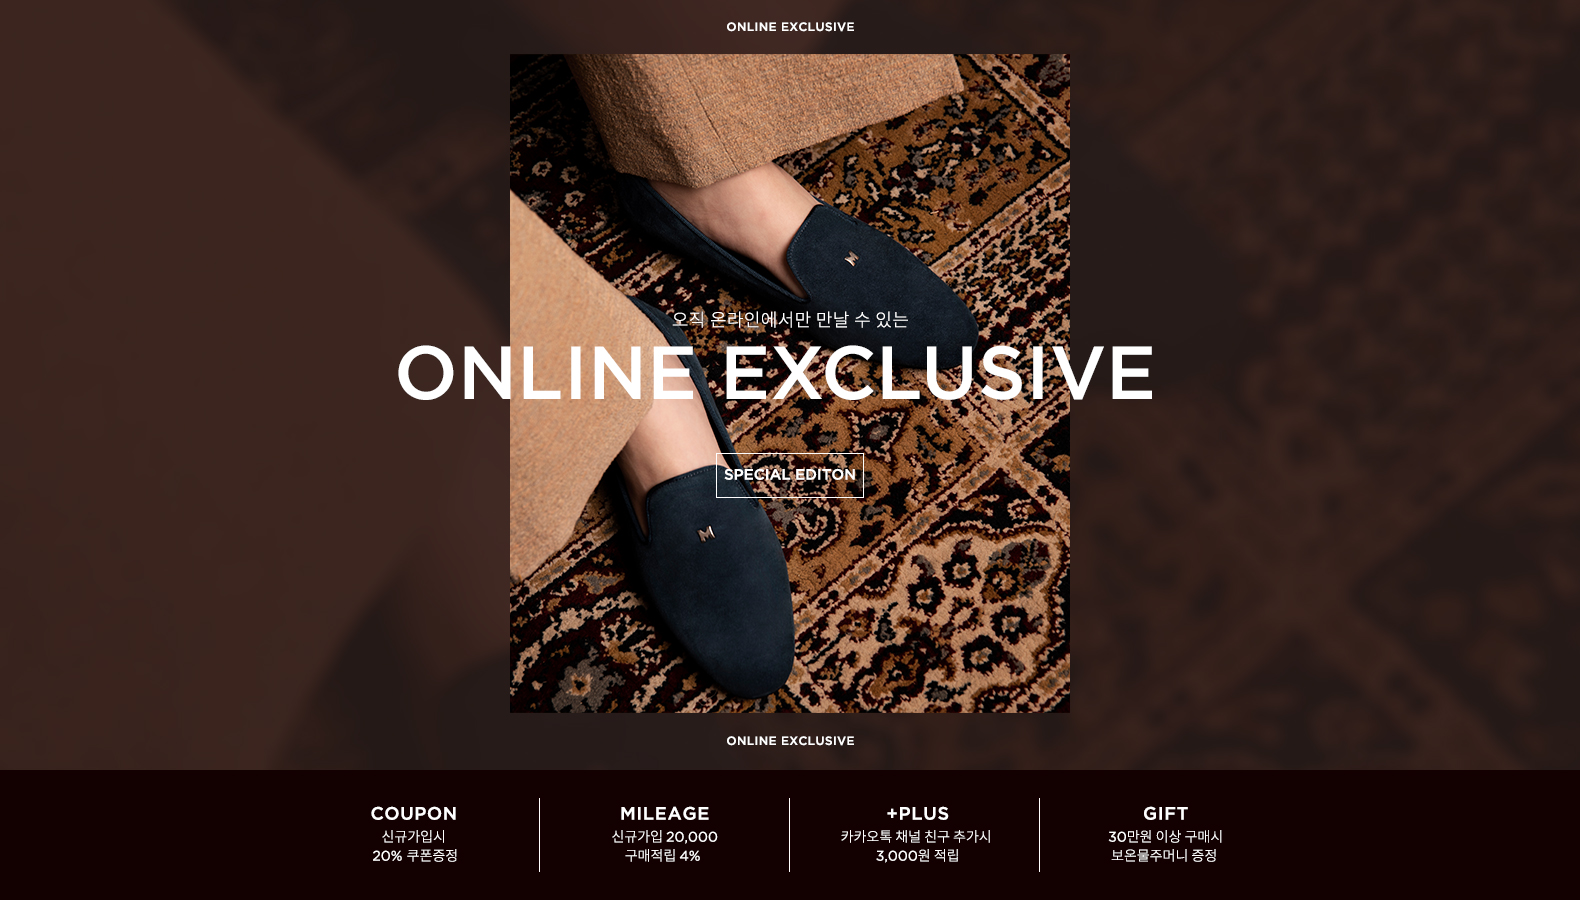 ONLINE EXCLUSIVE
M
오직 온라인에서만 만날 수 있는
ONLINE EXCLUSIVE
SPECIAL EDITON
M
ONLINE EXCLUSIVE
COUPON
신규가입시
20% 쿠폰증정
MILEAGE
신규가입 20,000
구매적립 4%
+PLUS
카카오톡 채널 친구 추가시
3,000원 적립
GIFT
30만원 이상 구매시
보온물주머니 증정